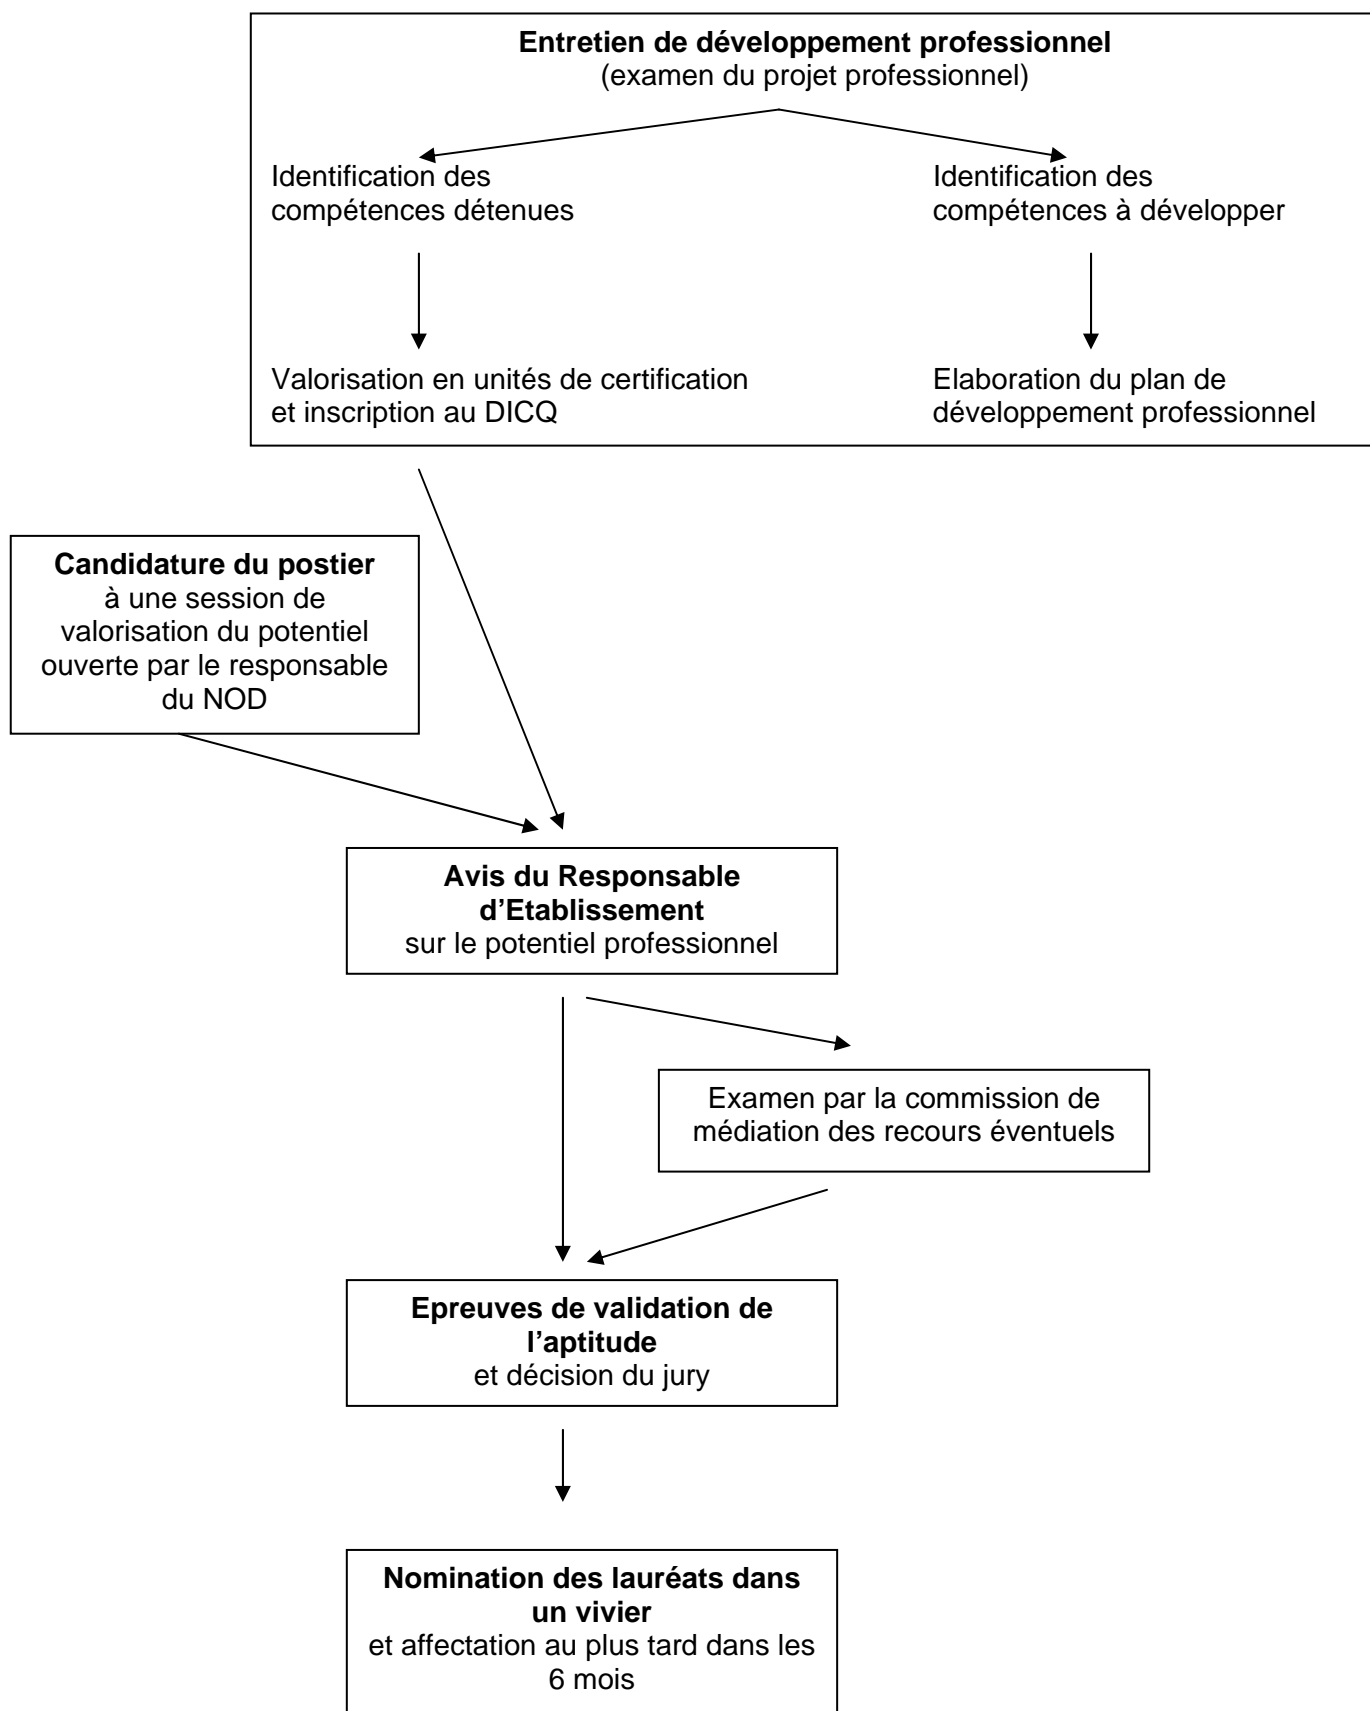 Entretien de développement professionnel
(examen du projet professionnel)
Identification des
compétences détenues
Identification des
compétences à développer
Valorisation en unités de certification
et inscription au DICQ
Elaboration du plan de
développement professionnel
Candidature du postier
à une session de
valorisation du potentiel
ouverte par le responsable
du NOD
Avis du Responsable
d’Etablissement
sur le potentiel professionnel
Examen par la commission de
médiation des recours éventuels
Epreuves de validation de
l’aptitude
et décision du jury
Nomination des lauréats dans
un vivier
et affectation au plus tard dans les
6 mois